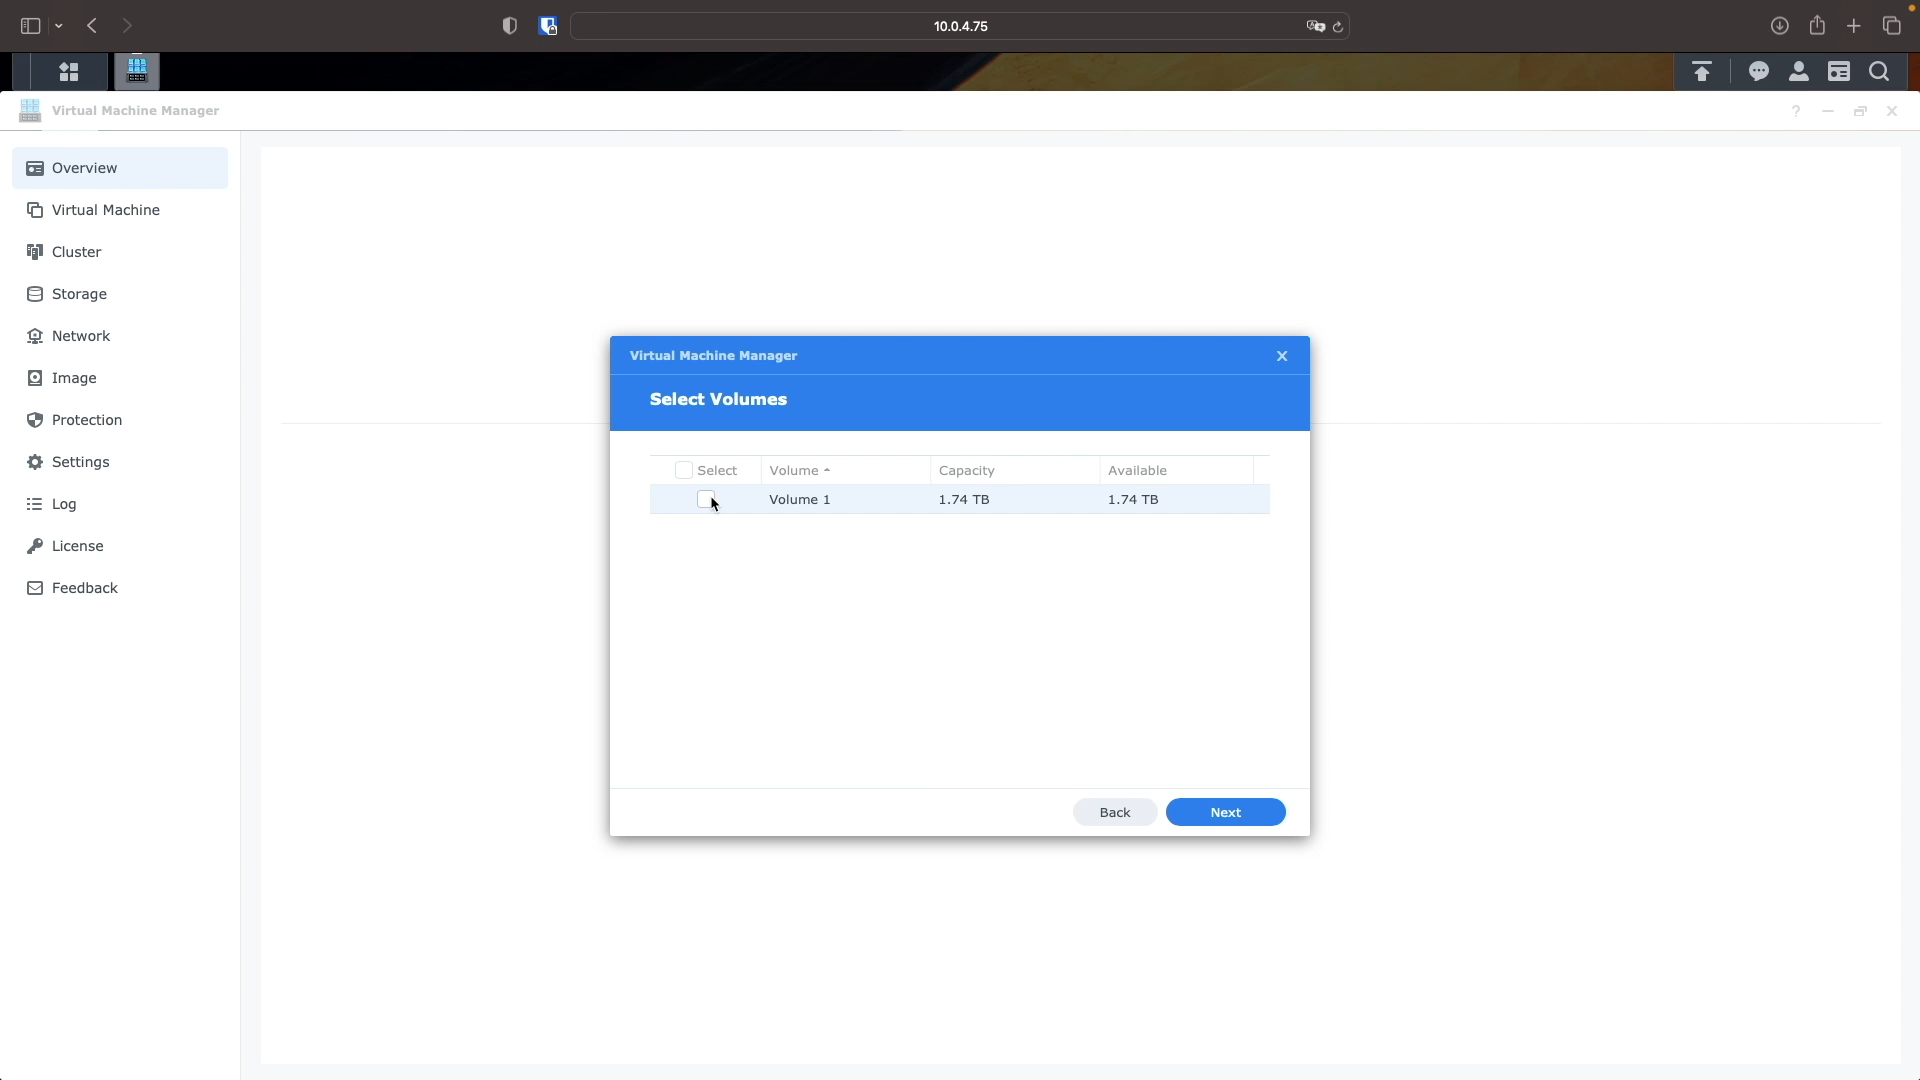 10.0.4.75
Virtual Machine Manager
Overview
Virtual Machine
Cluster
Storage
Network
Image
Protection
Settings
Log
License
Feedback
Virtual Machine Manager
Select Volumes
Select Volume Capacity Available
Volume 1 1.74 TB 1.74 TB
Back Next